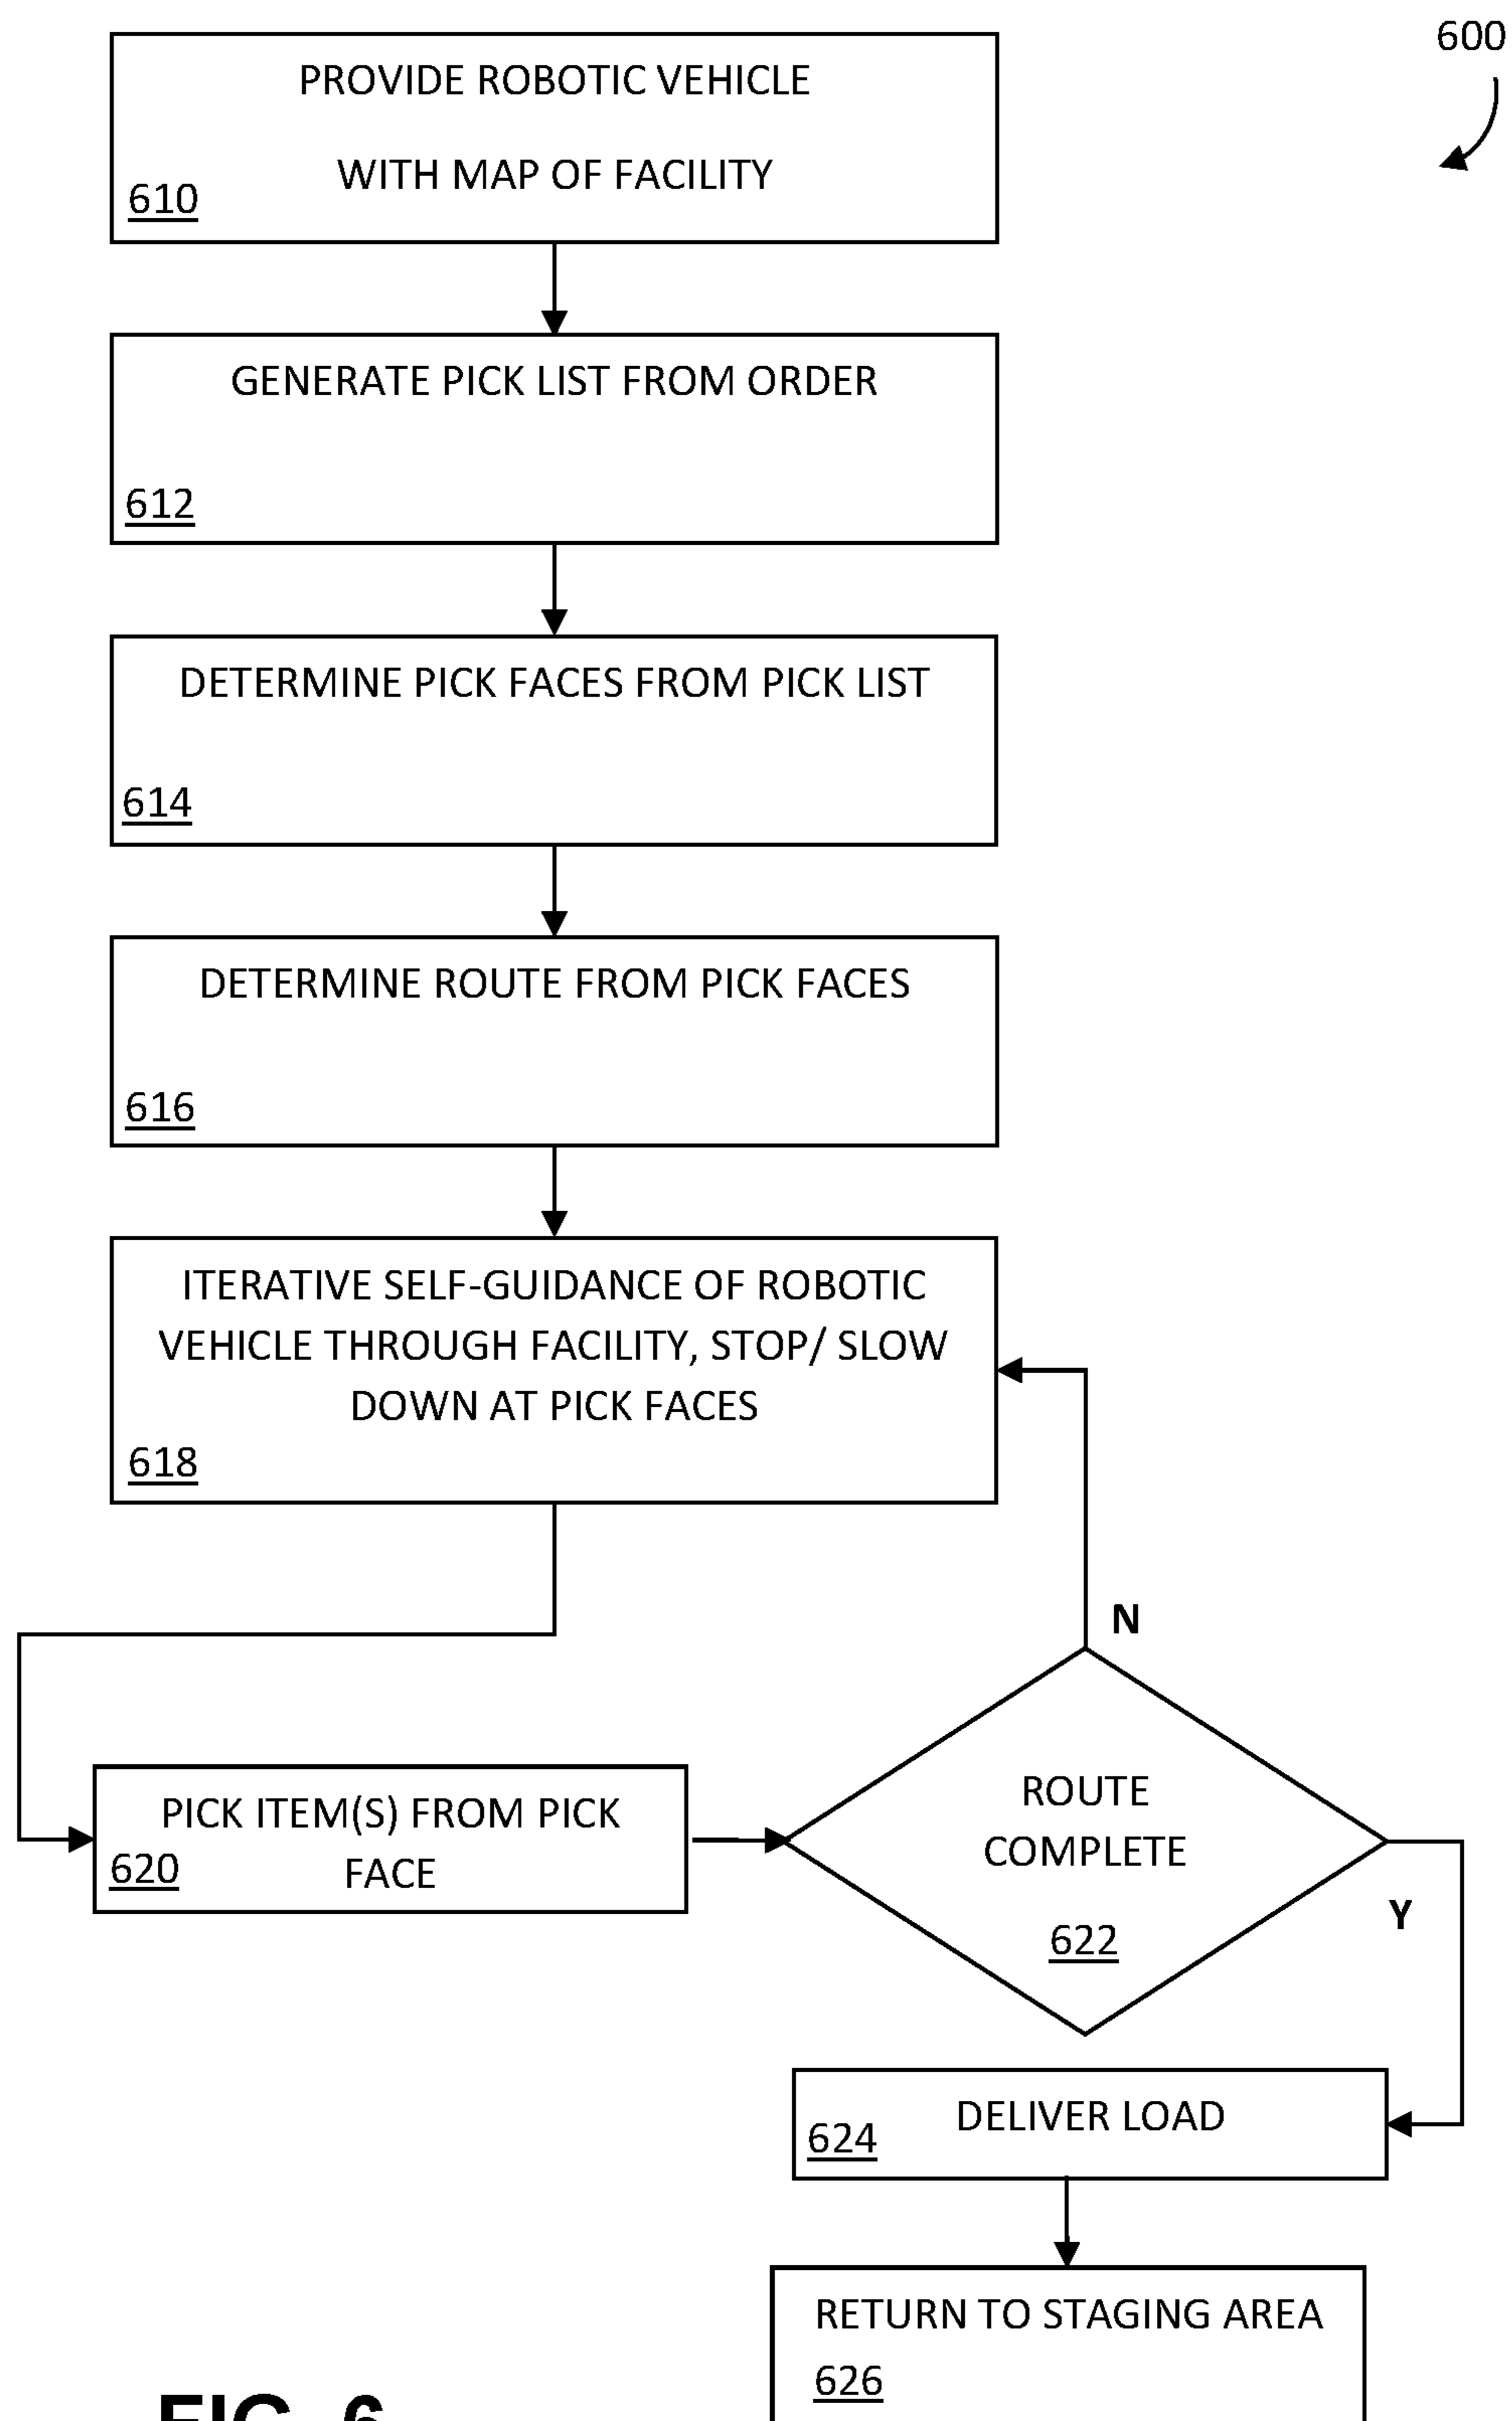 600
PROVIDE ROBOTIC VEHICLE
WITH MAP OF FACILITY
610
GENERATE PICK LIST FROM ORDER
612
DETERMINE PICK FACES FROM PICK LIST
614
DETERMINE ROUTE FROM PICK FACES
616
ITERATIVE SELF-GUIDANCE OF ROBOTIC
VEHICLE THROUGH FACILITY, STOP/ SLOW
DOWN AT PICK FACES
618
N
PICK ITEM(S) FROM PICK
FACE
620
ROUTE
COMPLETE
622
Y
DELIVER LOAD
624
RETURN TO STAGING AREA
626
FIG. 6